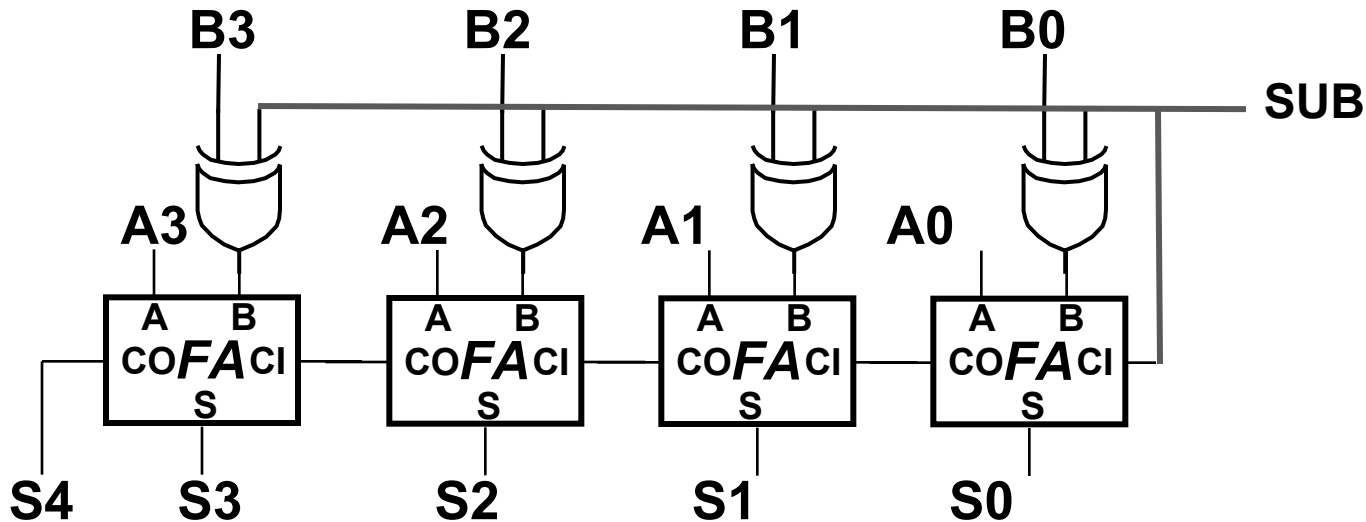 B3 B2 B1 B0
SUB
A3 A2 A1 A0
A B A B A B A B
CO FA CI CO FA CI CO FA CI CO FA CI
S S S S
S4 S3 S2 S1 S0